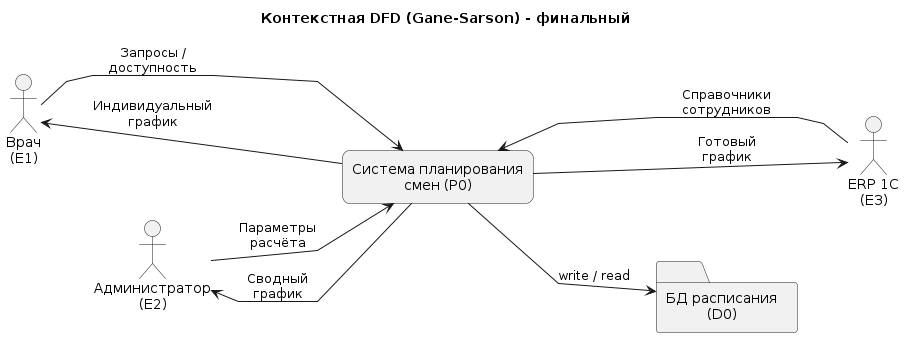 Контекстная DFD (Gane-Sarson) - финальный
Запросы /
доступность
Индивидуальный
график
Врач
(E1)
Справочники
сотрудников
Готовый
график
ERP 1С
(E3)
Система планирования
смен (P0)
Параметры
расчёта
Сводный
график
Администратор
(E2)
write / read
БД расписания
(D0)